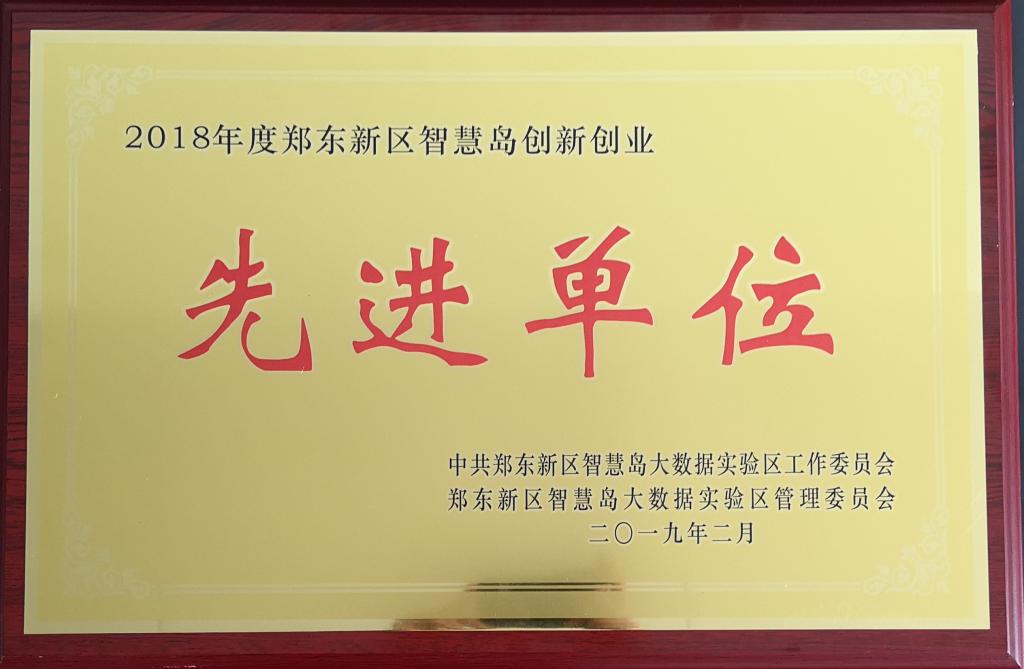 2018年度郑东新区智慧岛创新创业
先进单位
中共郑东新区智慧岛大数据实验区工作委员会
郑东新区智慧岛大数据实验区管理委员会
二〇一九年二月